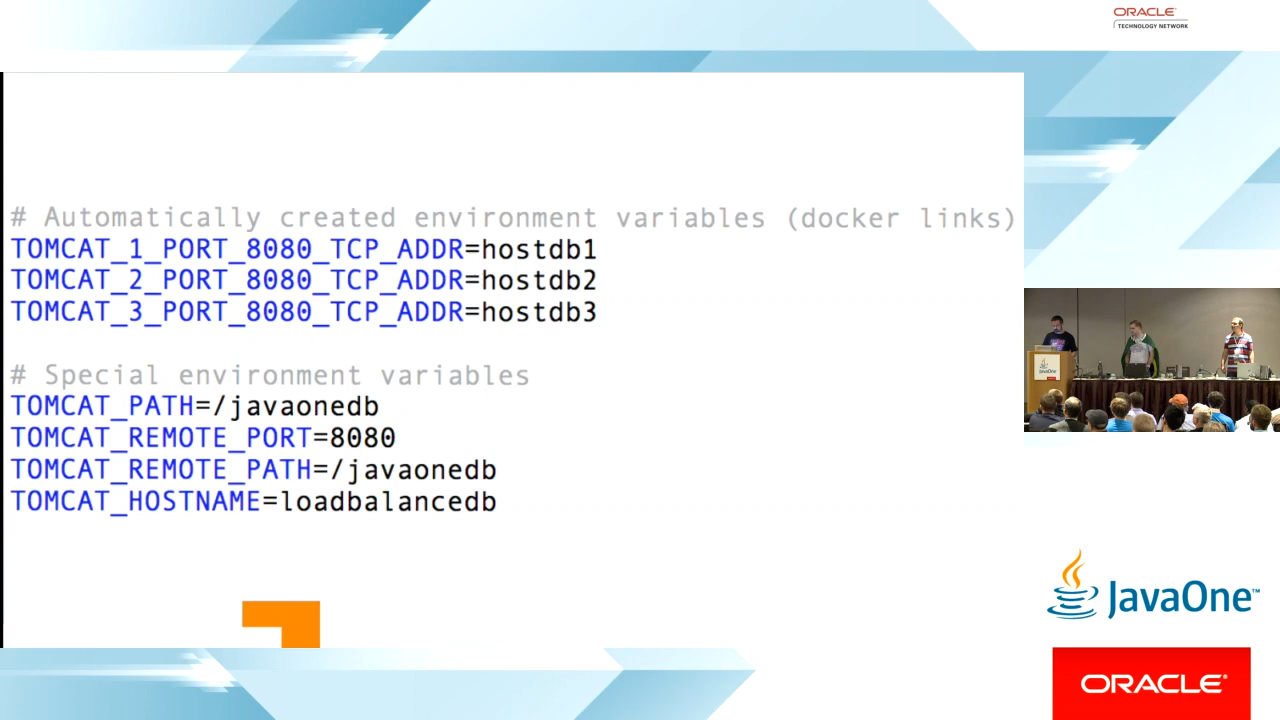 ORACLE®
TECHNOLOGY NETWORK
# Automatically created environment variables (docker links)
TOMCAT_1_PORT_8080_TCP_ADDR=hostdb1
TOMCAT_2_PORT_8080_TCP_ADDR=hostdb2
TOMCAT_3_PORT_8080_TCP_ADDR=hostdb3
# Special environment variables
TOMCAT_PATH=/javaonedb
TOMCAT_REMOTE_PORT=8080
TOMCAT_REMOTE_PATH=/javaonedb
TOMCAT_HOSTNAME=loadbalancedb
JavaOne
JavaOne™
ORACLE®